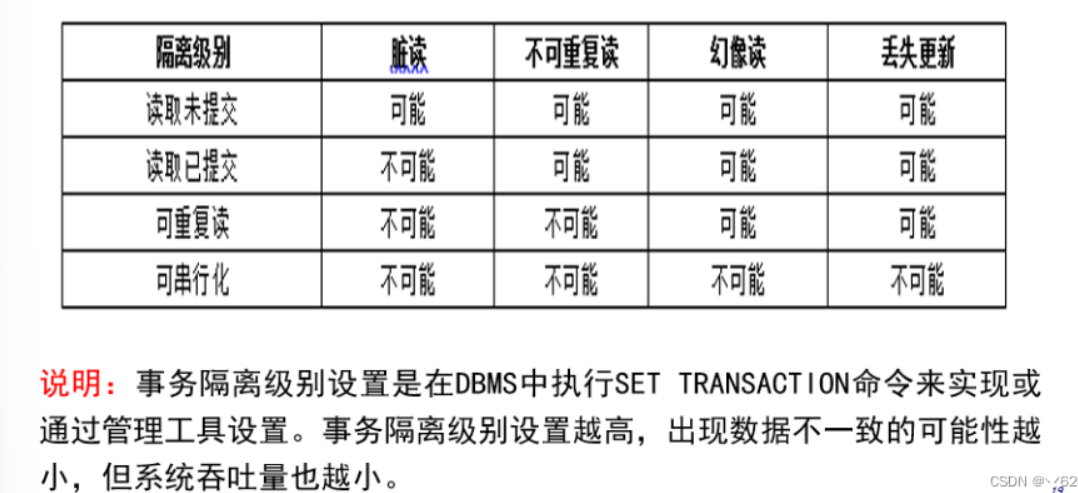 隔离级别 脏读 不可重复读 幻像读 丢失更新
读取未提交 可能 可能 可能 可能
读取已提交 不可能 可能 可能 可能
可重复读 不可能 不可能 可能 可能
可串行化 不可能 不可能 不可能 不可能
说明：事务隔离级别设置是在DBMS中执行SET TRANSACTION命令来实现或
通过管理工具设置。事务隔离级别设置越高，出现数据不一致的可能性越
小，但系统吞吐量也越小。